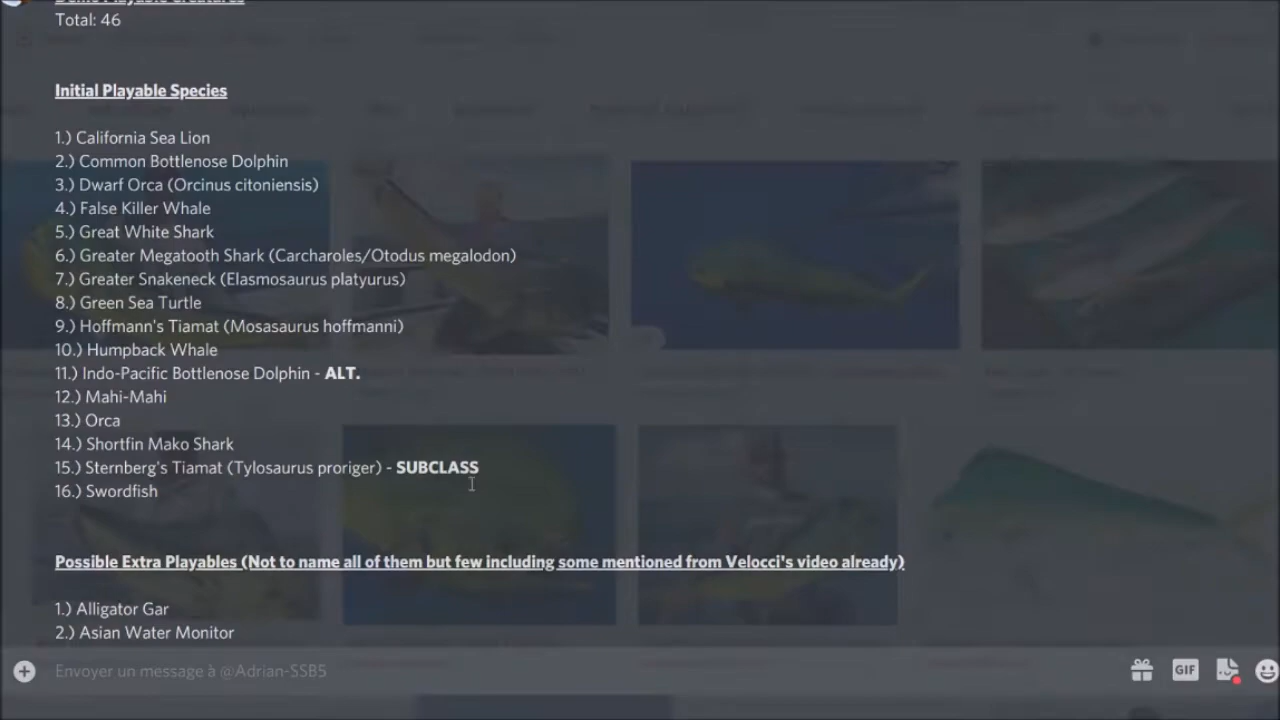 Demo Playable Creatures
Total: 46
Initial Playable Species
1.) California Sea Lion
2.) Common Bottlenose Dolphin
3.) Dwarf Orca (Orcinus citoniensis)
4.) False Killer Whale
5.) Great White Shark
6.) Greater Megatooth Shark (Carcharoles/Otodus megalodon)
7.) Greater Snakeneck (Elasmosaurus platyurus)
8.) Green Sea Turtle
9.) Hoffmann's Tiamat (Mosasaurus hoffmanni)
10.) Humpback Whale
11.) Indo-Pacific Bottlenose Dolphin - ALT.
12.) Mahi-Mahi
13.) Orca
14.) Shortfin Mako Shark
15.) Sternberg's Tiamat (Tylosaurus proriger) - SUBCLASS
16.) Swordfish
Possible Extra Playables (Not to name all of them but few including some mentioned from Velocci's video already)
1.) Alligator Gar
2.) Asian Water Monitor
Envoyer un message à @Adrian-SSB5
GIF